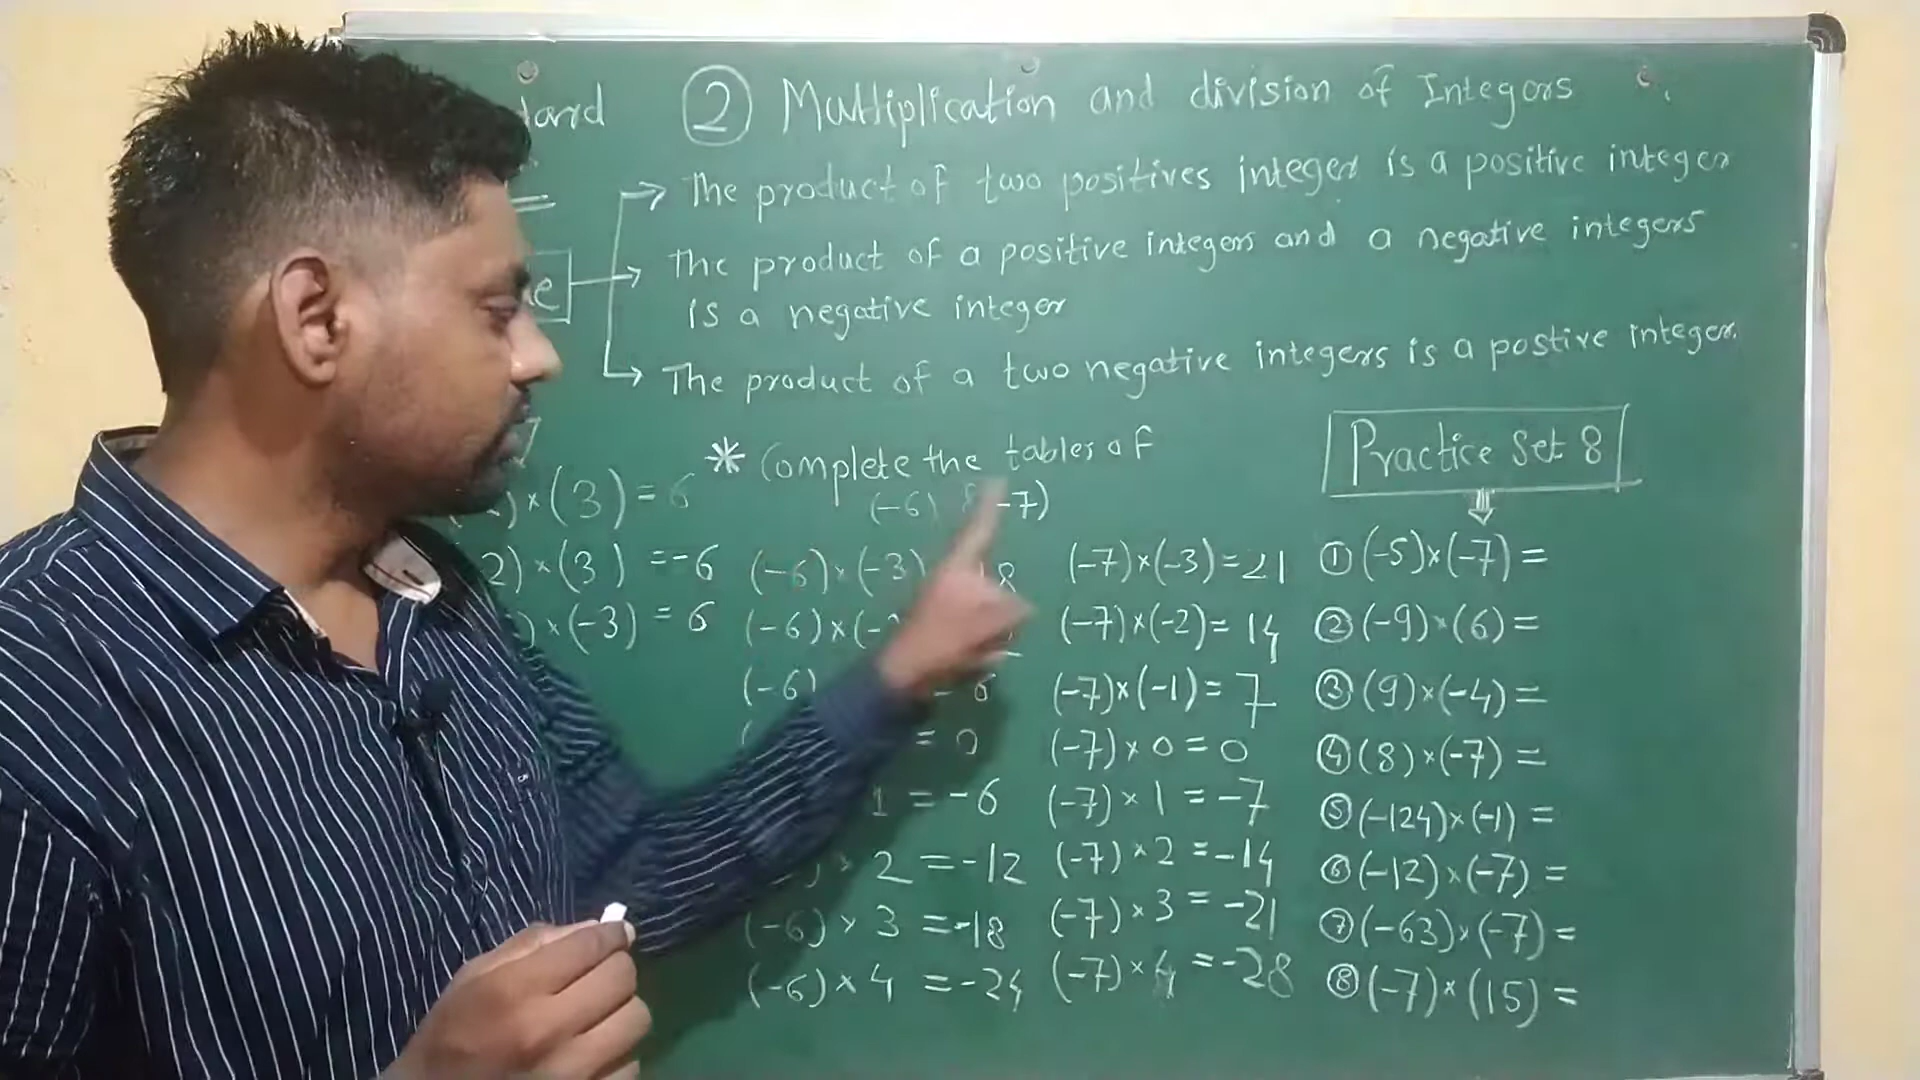 ② Multiplication and division of Integers
→ The product of two positives integer is a positive integer
→ The product of a positive integers and a negative integers
is a negative integer
→ The product of a two negative integers is a postive integer.
* Complete the tables of
(-6) & (-7)
×(3) = 6
2)×(3) = -6
)×(-3) = 6
(-6)×(-3) 18
(-6)×(-
(-6) - 6
= 0
1 = -6
× 2 = -12
(-6) × 3 = -18
(-6) × 4 = -24
(-7)×(-3) = 21
(-7)×(-2) = 14
(-7)×(-1) = 7
(-7) × 0 = 0
(-7) × 1 = -7
(-7) × 2 = -14
(-7) × 3 = -21
(-7) × 4 = -28
Practice Set 8
① (-5)×(-7) =
② (-9)×(6) =
③ (9)×(-4) =
④ (8)×(-7) =
⑤ (-124)×(-1) =
⑥ (-12)×(-7) =
⑦ (-63)×(-7) =
⑧ (-7)×(15) =